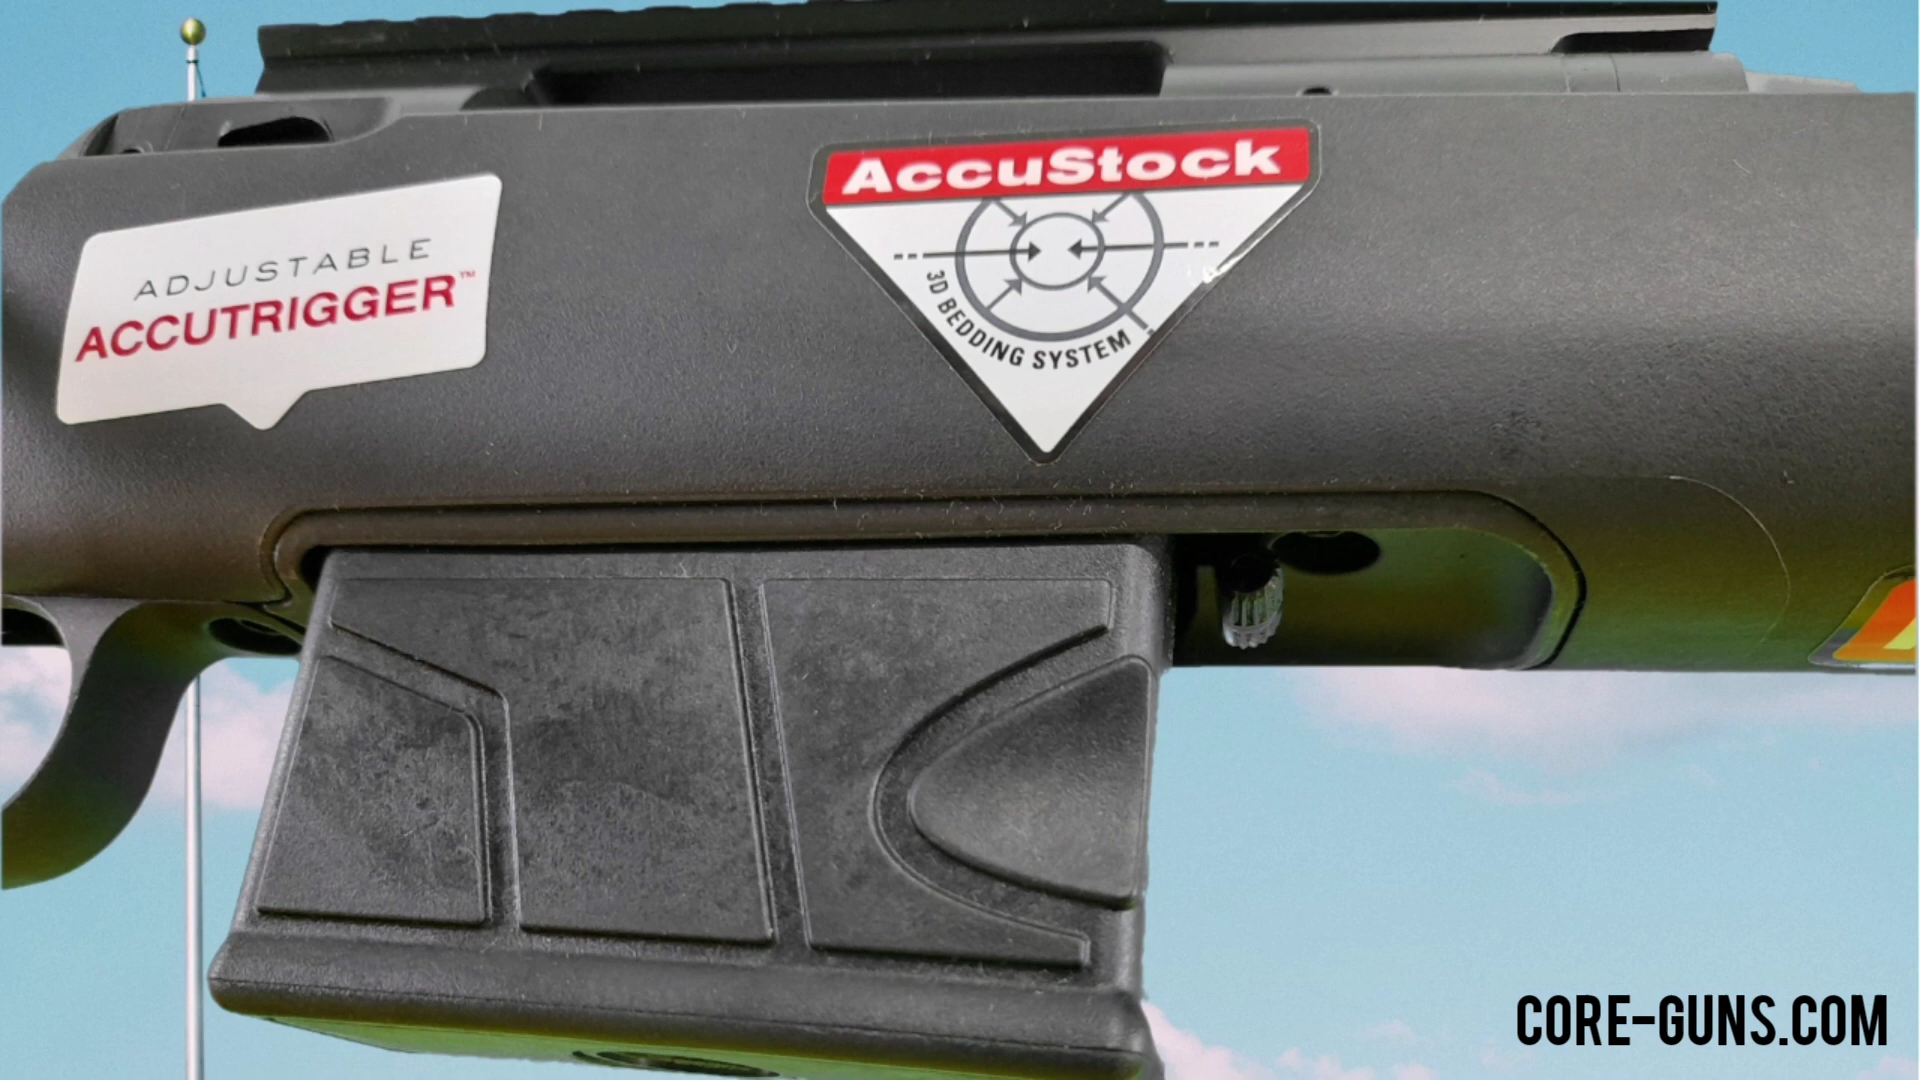 AccuStock
ADJUSTABLE
ACCUTRIGGER™
3D BEDDING SYSTEM
CORE-GUNS.COM